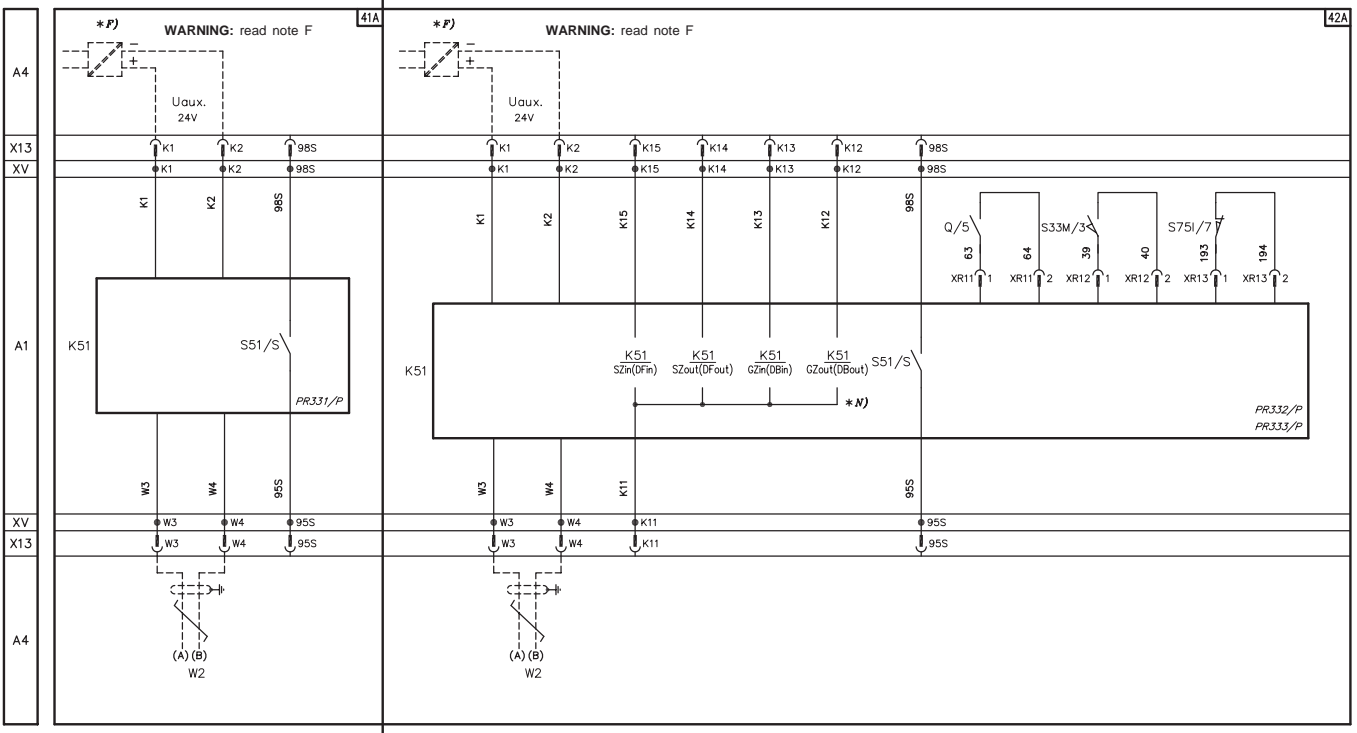 41A
42A
*F)
WARNING: read note F
*F)
WARNING: read note F
−
+
−
+
A4
Uaux.
24V
Uaux.
24V
X13
K1
K2
98S
K1
K2
K15
K14
K13
K12
98S
XV
K1
K2
98S
K1
K2
K15
K14
K13
K12
98S
K1
K2
98S
K1
K2
K15
K14
K13
K12
98S
Q/5
S33M/3
S75I/7
63
64
39
40
193
194
XR11 1
XR11 2
XR12 1
XR12 2
XR13 1
XR13 2
A1
K51
S51/S
PR331/P
K51
K51
SZin(DFin)
K51
SZout(DFout)
K51
GZin(DBin)
K51
GZout(DBout)
S51/S
*N)
PR332/P
PR333/P
W3
W4
95S
W3
W4
K11
95S
XV
W3
W4
95S
W3
W4
K11
95S
X13
W3
W4
95S
W3
W4
K11
95S
A4
(A) (B)
W2
(A) (B)
W2